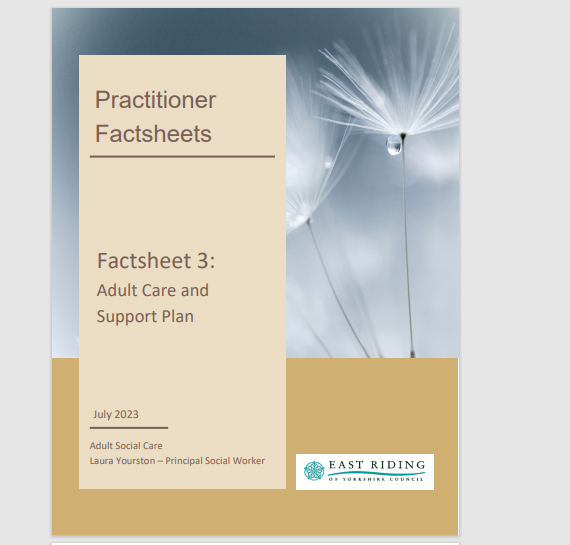 Practitioner
Factsheets
Factsheet 3:
Adult Care and
Support Plan
July 2023
Adult Social Care
Laura Yourston – Principal Social Worker
EAST RIDING
OF YORKSHIRE COUNCIL